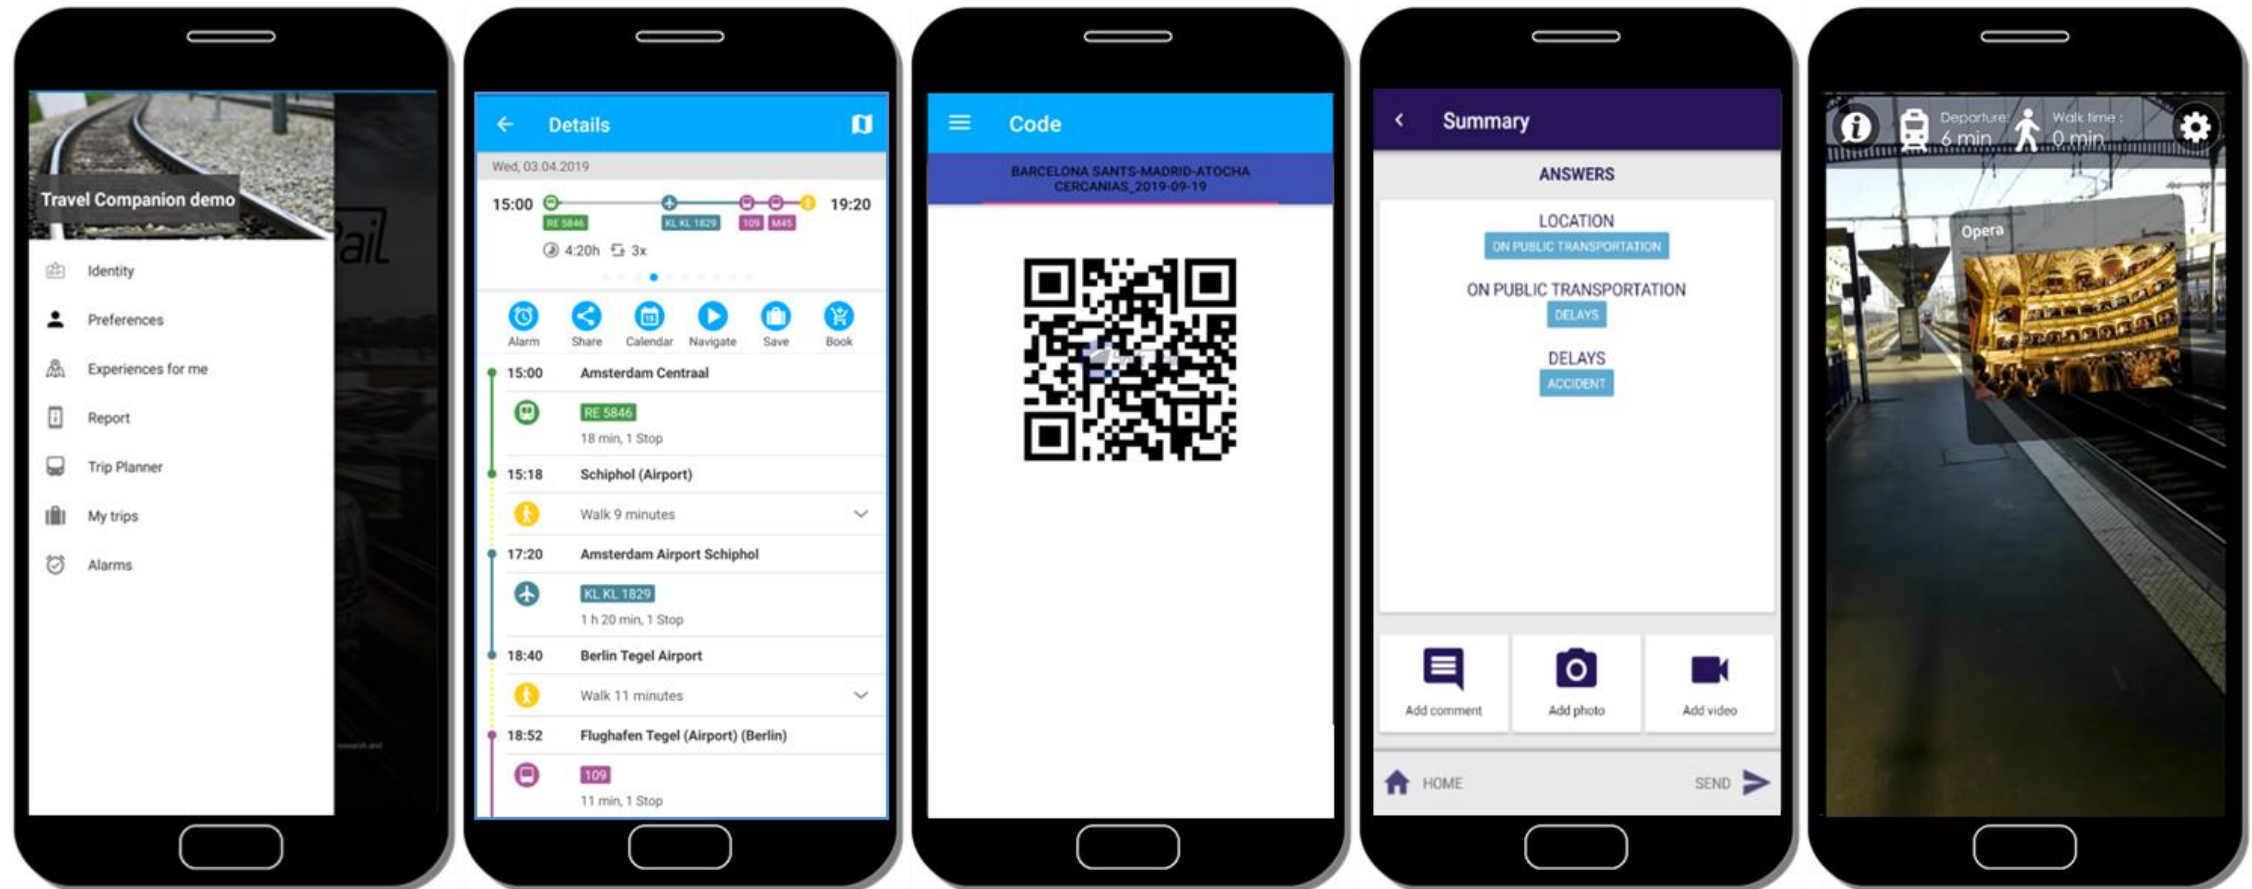 Travel Companion demo
Rail
Identity
Preferences
Experiences for me
Report
Trip Planner
My trips
Alarms
research and
Details
Wed, 03.04.2019
15:00
19:20
RE 5846
KL KL 1829
109
M45
4:20h
3x
Alarm
Share
Calendar
Navigate
Save
Book
15:00 Amsterdam Centraal
RE 5846
18 min, 1 Stop
15:18 Schiphol (Airport)
Walk 9 minutes
17:20 Amsterdam Airport Schiphol
KL KL 1829
1 h 20 min, 1 Stop
18:40 Berlin Tegel Airport
Walk 11 minutes
18:52 Flughafen Tegel (Airport) (Berlin)
109
11 min, 1 Stop
Code
BARCELONA SANTS-MADRID-ATOCHA
CERCANIAS_2019-09-19
Summary
ANSWERS
LOCATION
ON PUBLIC TRANSPORTATION
ON PUBLIC TRANSPORTATION
DELAYS
DELAYS
ACCIDENT
Add comment
Add photo
Add video
HOME
SEND
Departure:
6 min
Walk time :
0 min
Opera